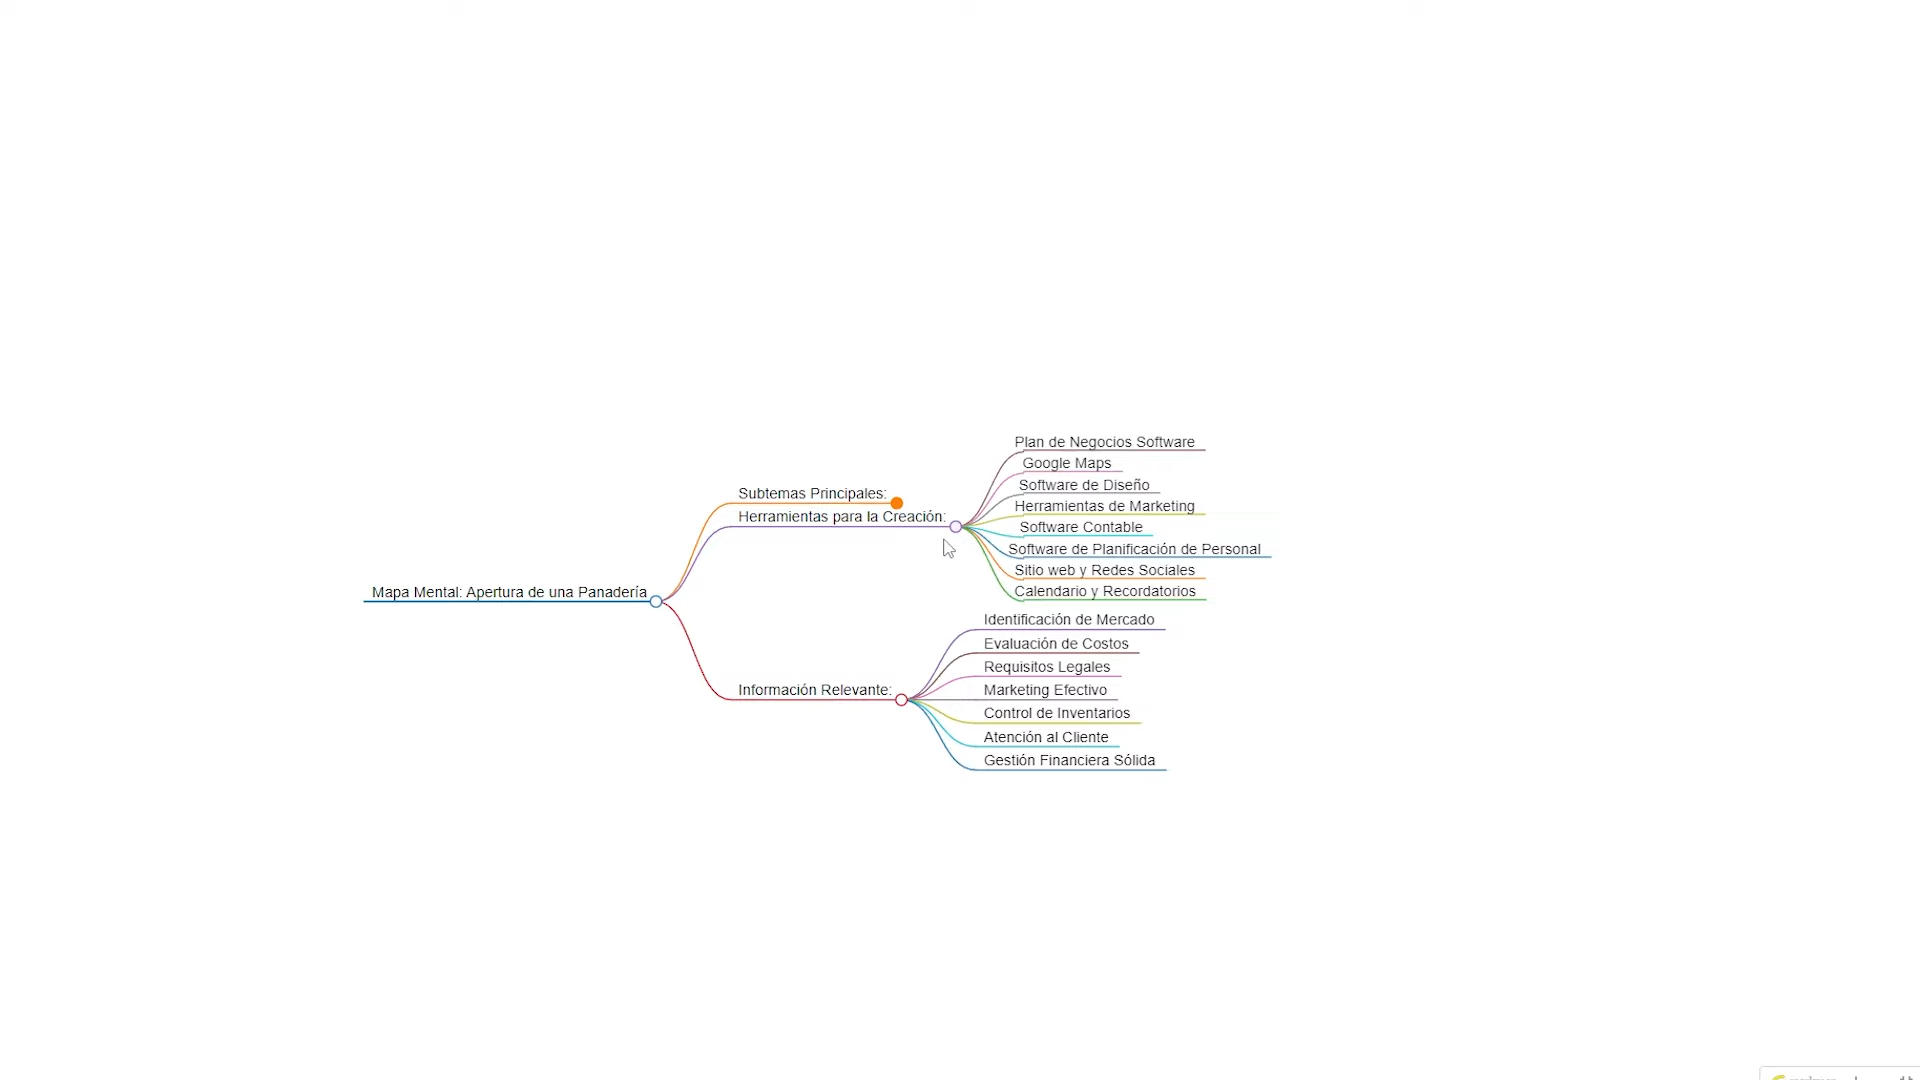 Mapa Mental: Apertura de una Panadería
Subtemas Principales:
Herramientas para la Creación:
Plan de Negocios Software
Google Maps
Software de Diseño
Herramientas de Marketing
Software Contable
Software de Planificación de Personal
Sitio web y Redes Sociales
Calendario y Recordatorios
Información Relevante:
Identificación de Mercado
Evaluación de Costos
Requisitos Legales
Marketing Efectivo
Control de Inventarios
Atención al Cliente
Gestión Financiera Sólida